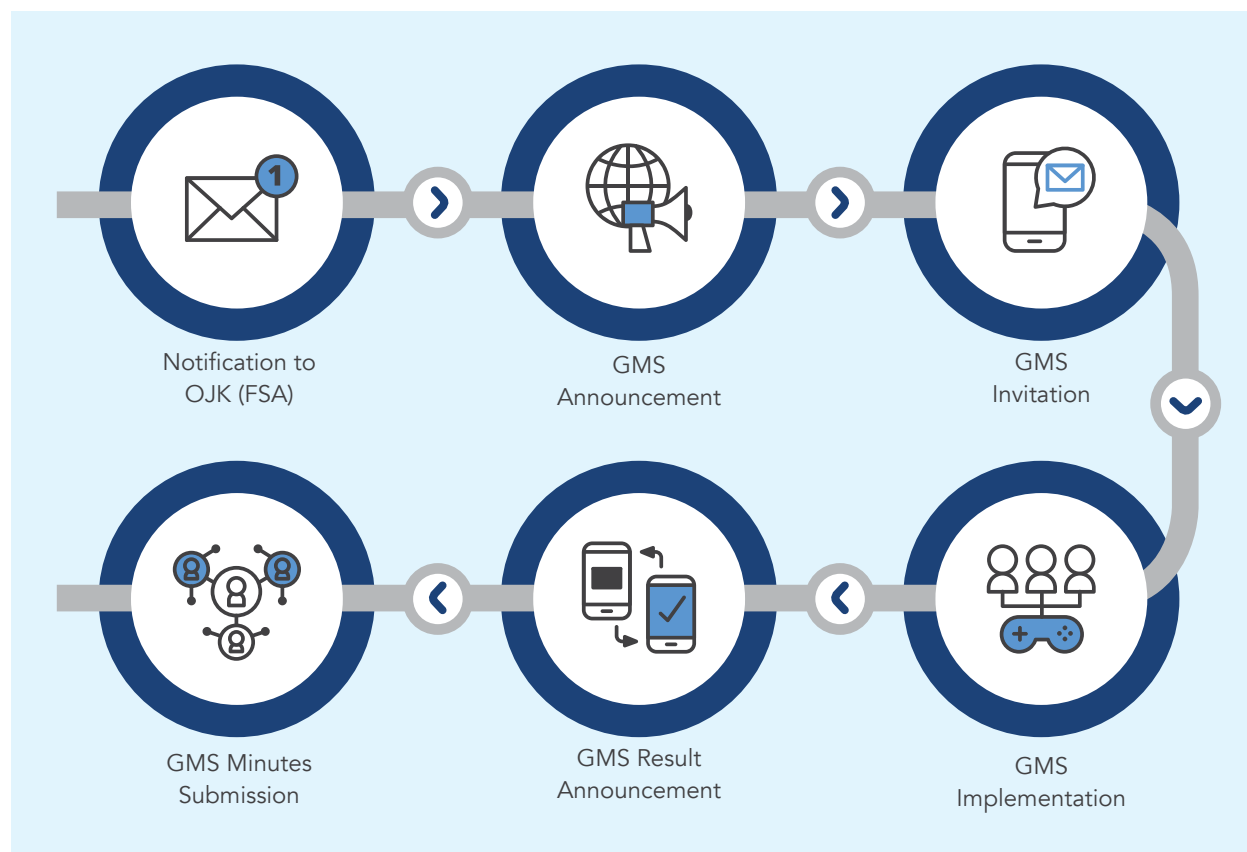 1
Notification to
OJK (FSA)
GMS
Announcement
GMS
Invitation
GMS Minutes
Submission
GMS Result
Announcement
GMS
Implementation